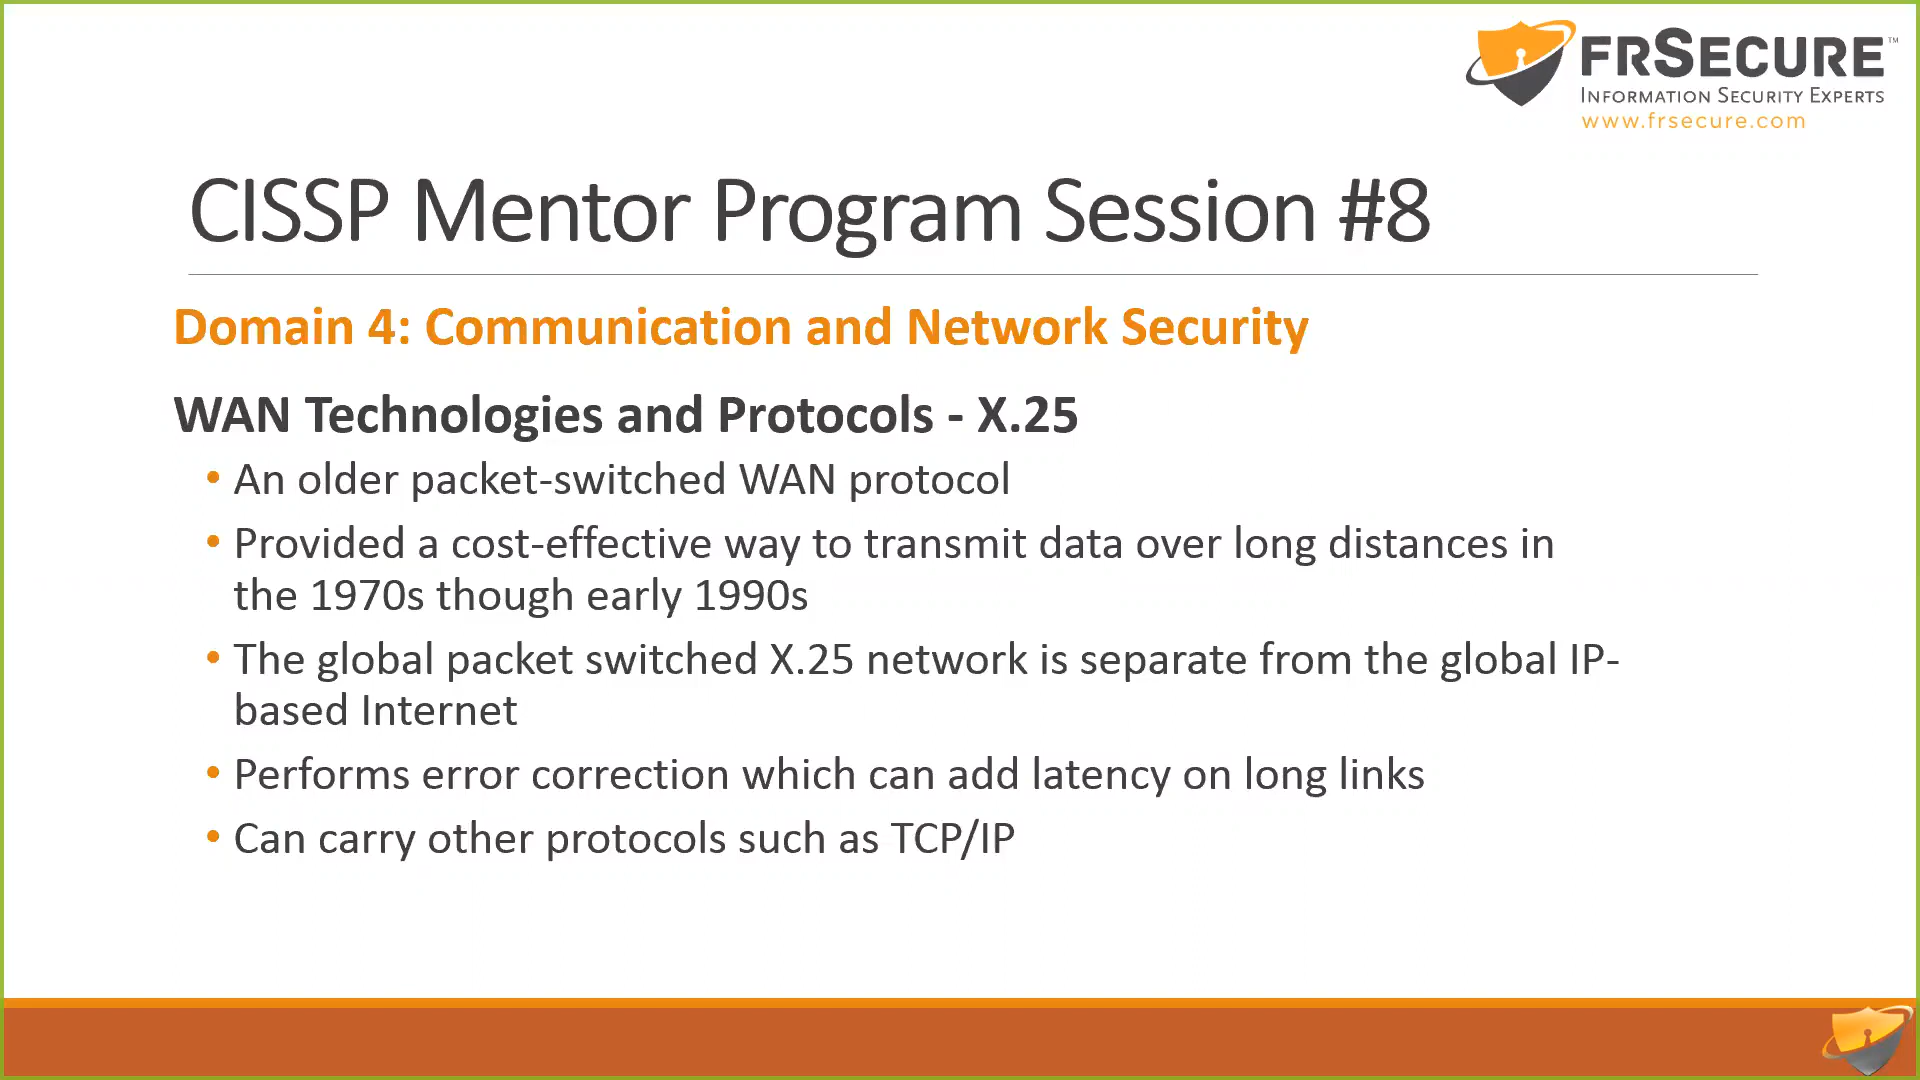 FRSECURE™
INFORMATION SECURITY EXPERTS
www.frsecure.com
CISSP Mentor Program Session #8
Domain 4: Communication and Network Security
WAN Technologies and Protocols - X.25
• An older packet-switched WAN protocol
• Provided a cost-effective way to transmit data over long distances in
the 1970s though early 1990s
• The global packet switched X.25 network is separate from the global IP-
based Internet
• Performs error correction which can add latency on long links
• Can carry other protocols such as TCP/IP